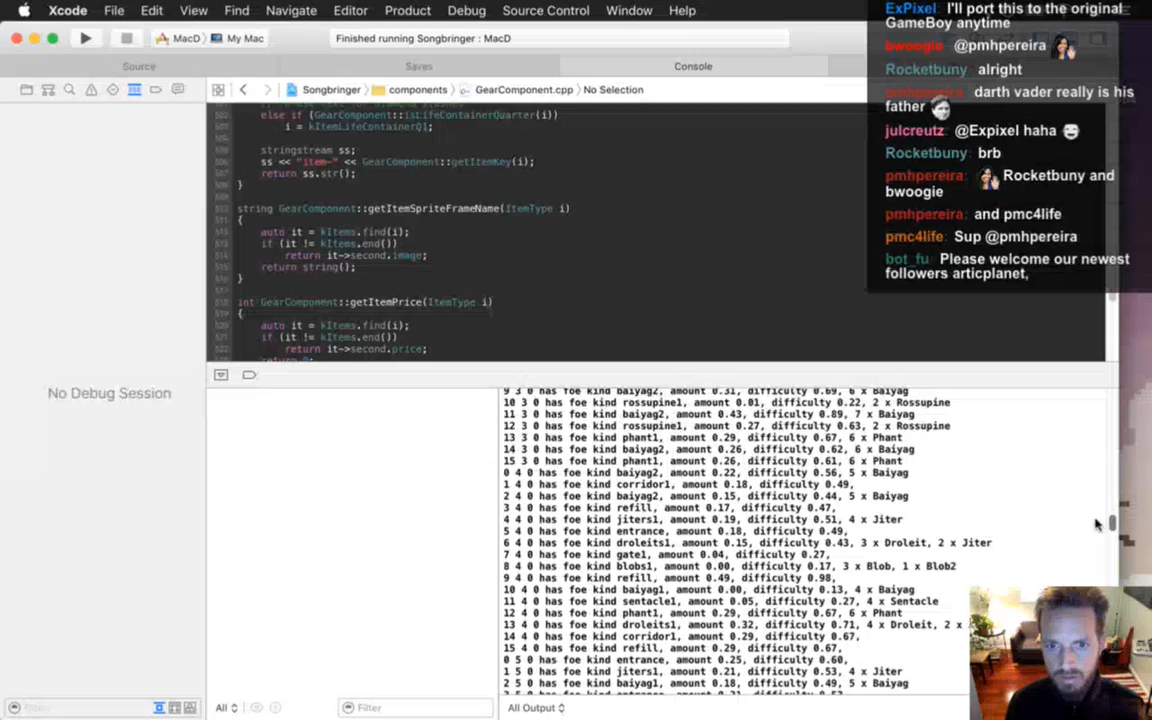 Xcode File Edit View Find Navigate Editor Product Debug Source Control Window Help
MacD My Mac Finished running Songbringer : MacD
Source Saves Console
Songbringer components GearComponent.cpp No Selection
else if (GearComponent::isLifeContainerQuarter(i))
i = kItemLifeContainerQ1;
stringstream ss;
ss << "item-" << GearComponent::getItemKey(i);
return ss.str();
}
string GearComponent::getItemSpriteFrameName(ItemType i)
{
auto it = kItems.find(i);
if (it != kItems.end())
return it->second.image;
return string();
}
int GearComponent::getItemPrice(ItemType i)
{
auto it = kItems.find(i);
if (it != kItems.end())
return it->second.price;
No Debug Session
9 3 0 has foe kind baiyag2, amount 0.31, difficulty 0.69, 6 x Baiyag
10 3 0 has foe kind rossupine1, amount 0.01, difficulty 0.22, 2 x Rossupine
11 3 0 has foe kind baiyag2, amount 0.43, difficulty 0.89, 7 x Baiyag
12 3 0 has foe kind rossupine1, amount 0.27, difficulty 0.63, 2 x Rossupine
13 3 0 has foe kind phant1, amount 0.29, difficulty 0.67, 6 x Phant
14 3 0 has foe kind baiyag2, amount 0.26, difficulty 0.62, 6 x Baiyag
15 3 0 has foe kind phant1, amount 0.26, difficulty 0.61, 6 x Phant
0 4 0 has foe kind baiyag2, amount 0.22, difficulty 0.56, 5 x Baiyag
1 4 0 has foe kind corridor1, amount 0.18, difficulty 0.49,
2 4 0 has foe kind baiyag2, amount 0.15, difficulty 0.44, 5 x Baiyag
3 4 0 has foe kind refill, amount 0.17, difficulty 0.47,
4 4 0 has foe kind jiters1, amount 0.19, difficulty 0.51, 4 x Jiter
5 4 0 has foe kind entrance, amount 0.18, difficulty 0.49,
6 4 0 has foe kind droleits1, amount 0.15, difficulty 0.43, 3 x Droleit, 2 x Jiter
7 4 0 has foe kind gate1, amount 0.04, difficulty 0.27,
8 4 0 has foe kind blobs1, amount 0.00, difficulty 0.17, 3 x Blob, 1 x Blob2
9 4 0 has foe kind refill, amount 0.49, difficulty 0.98,
10 4 0 has foe kind baiyag1, amount 0.00, difficulty 0.13, 4 x Baiyag
11 4 0 has foe kind sentacle1, amount 0.05, difficulty 0.27, 4 x Sentacle
12 4 0 has foe kind phant1, amount 0.29, difficulty 0.67, 6 x Phant
13 4 0 has foe kind droleits1, amount 0.32, difficulty 0.71, 4 x Droleit, 2 x
14 4 0 has foe kind corridor1, amount 0.29, difficulty 0.67,
15 4 0 has foe kind refill, amount 0.29, difficulty 0.67,
0 5 0 has foe kind entrance, amount 0.25, difficulty 0.60,
1 5 0 has foe kind jiters1, amount 0.21, difficulty 0.53, 4 x Jiter
2 5 0 has foe kind baiyag1, amount 0.18, difficulty 0.49, 5 x Baiyag
All Filter All Output
ExPixel I'll port this to the original
GameBoy anytime
bwoogie @pmhpereira
Rocketbuny alright
pmhpereira: darth vader really is his
father
julcreutz @Expixel haha
Rocketbuny brb
pmhpereira: Rocketbuny and
bwoogie
pmhpereira: and pmc4life
pmc4life: Sup @pmhpereira
bot_fu: Please welcome our newest
followers articplanet,